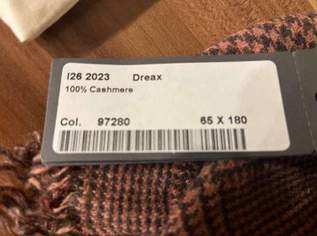 I26 2023 Dreax
100% Cashmere
Col. 97280 65 X 180